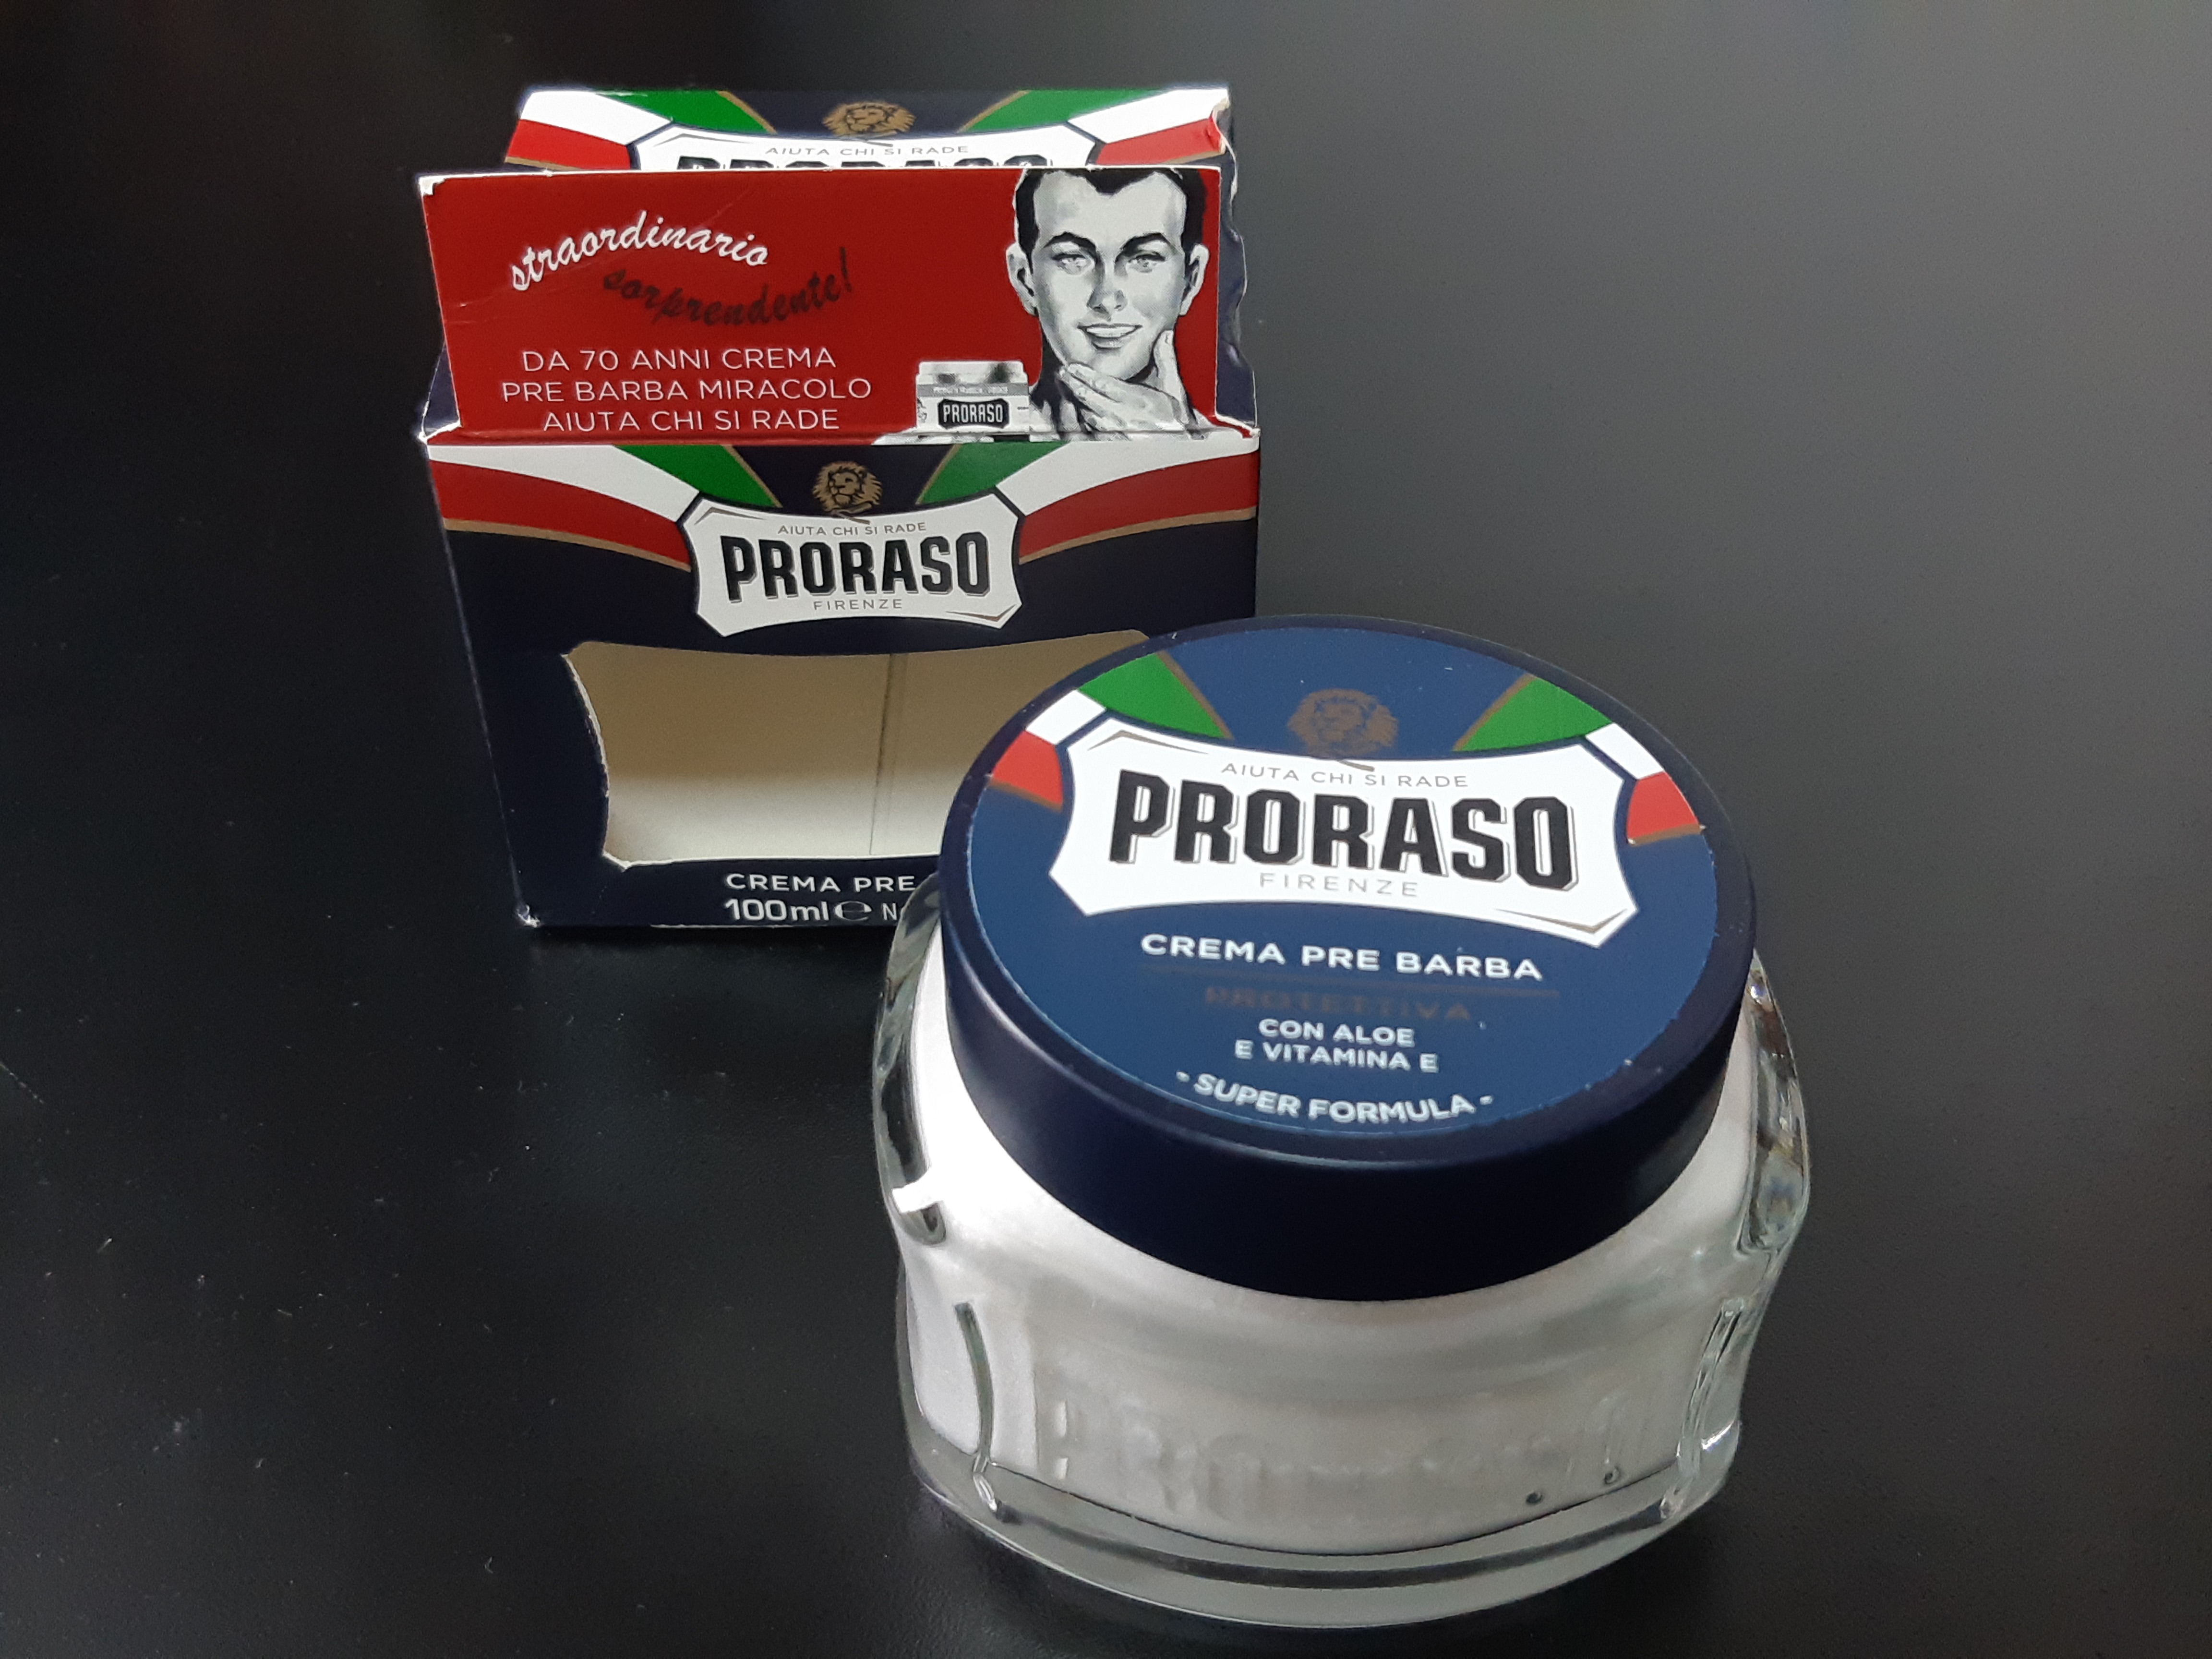 AIUTA CHI SI RADE
PRORASO
straordinario
sorprendente!
DA 70 ANNI CREMA
PRE BARBA MIRACOLO
AIUTA CHI SI RADE
PRORASO
AIUTA CHI SI RADE
PRORASO
FIRENZE
CREMA PRE
100ml ℮
AIUTA CHI SI RADE
PRORASO
FIRENZE
CREMA PRE BARBA
PROTETTIVA
CON ALOE
E VITAMINA E
- SUPER FORMULA -
PRORASO